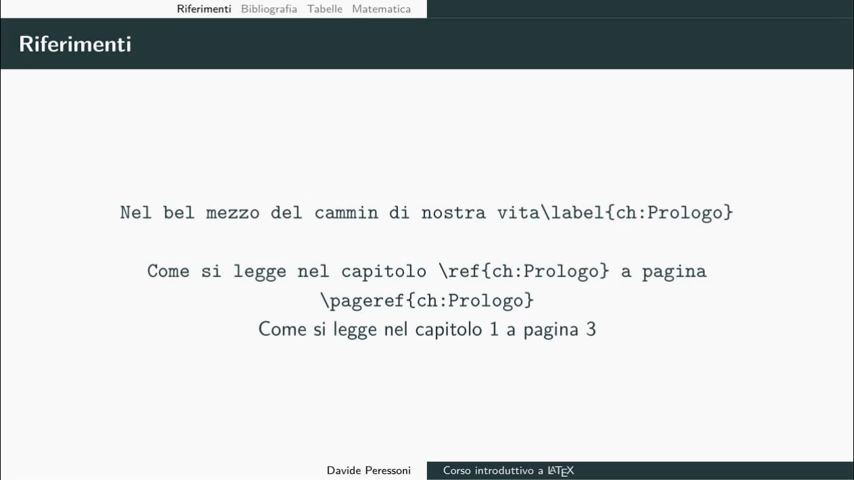 Riferimenti Bibliografia Tabelle Matematica
Riferimenti
Nel bel mezzo del cammin di nostra vita\label{ch:Prologo}
Come si legge nel capitolo \ref{ch:Prologo} a pagina
\pageref{ch:Prologo}
Come si legge nel capitolo 1 a pagina 3
Davide Peressoni
Corso introduttivo a LATEX